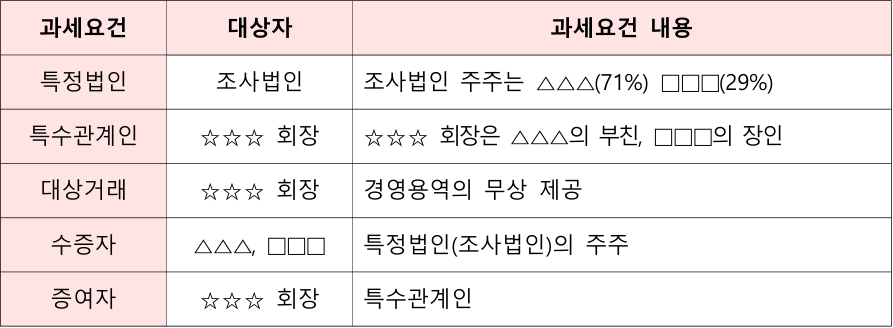 과세요건 대상자 과세요건 내용
특정법인 조사법인 조사법인 주주는 △△△(71%) □□□(29%)
특수관계인 ☆☆☆ 회장 ☆☆☆ 회장은 △△△의 부친, □□□의 장인
대상거래 ☆☆☆ 회장 경영용역의 무상 제공
수증자 △△△, □□□ 특정법인(조사법인)의 주주
증여자 ☆☆☆ 회장 특수관계인